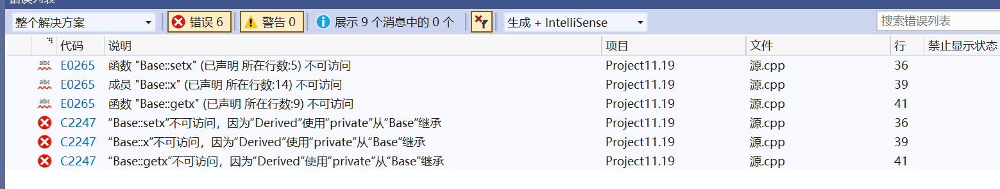 错误列表
整个解决方案 错误 6 警告 0 展示 9 个消息中的 0 个 生成 + IntelliSense 搜索错误列表
代码 说明 项目 文件 行 禁止显示状态
abc E0265 函数 "Base::setx" (已声明 所在行数:5) 不可访问 Project11.19 源.cpp 36
abc E0265 成员 "Base::x" (已声明 所在行数:14) 不可访问 Project11.19 源.cpp 39
abc E0265 函数 "Base::getx" (已声明 所在行数:9) 不可访问 Project11.19 源.cpp 41
C2247 “Base::setx”不可访问，因为“Derived”使用“private”从“Base”继承 Project11.19 源.cpp 36
C2247 “Base::x”不可访问，因为“Derived”使用“private”从“Base”继承 Project11.19 源.cpp 39
C2247 “Base::getx”不可访问，因为“Derived”使用“private”从“Base”继承 Project11.19 源.cpp 41